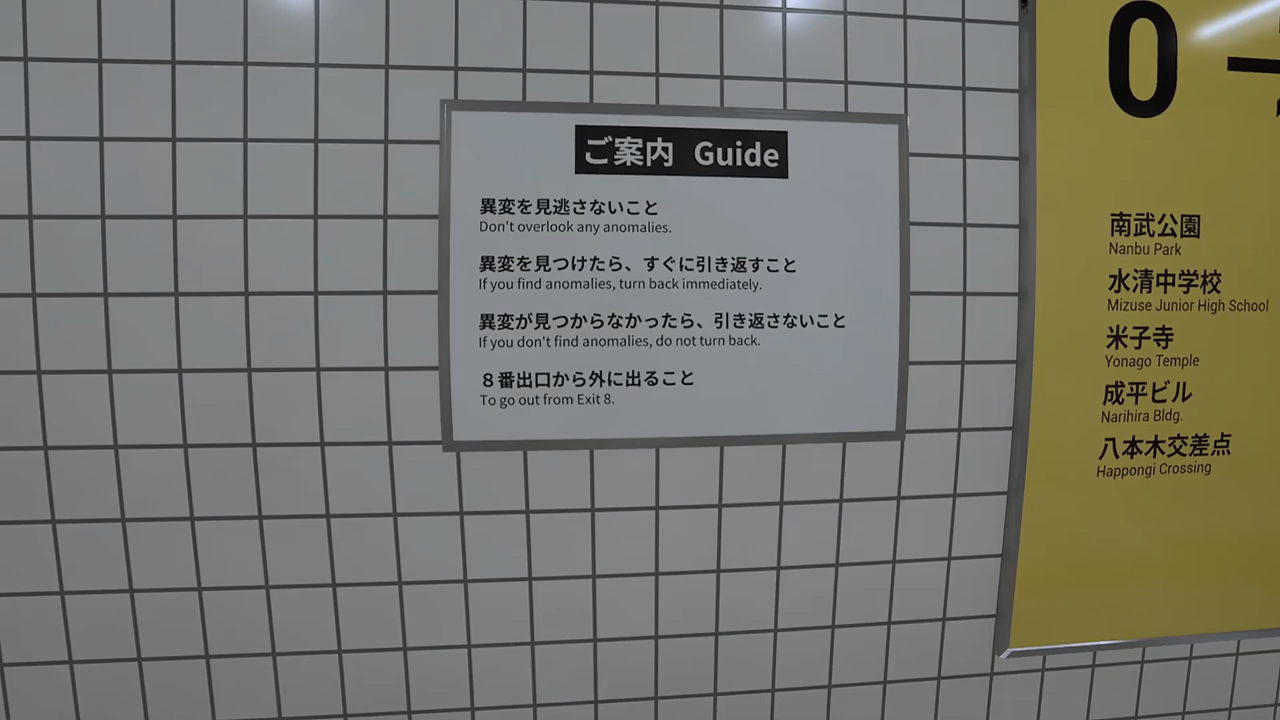 ご案内 Guide
異変を見逃さないこと
Don't overlook any anomalies.
異変を見つけたら、すぐに引き返すこと
If you find anomalies, turn back immediately.
異変が見つからなかったら、引き返さないこと
If you don't find anomalies, do not turn back.
８番出口から外に出ること
To go out from Exit 8.
0
南武公園
Nanbu Park
水清中学校
Mizuse Junior High School
米子寺
Yonago Temple
成平ビル
Narihira Bldg.
八本木交差点
Happongi Crossing